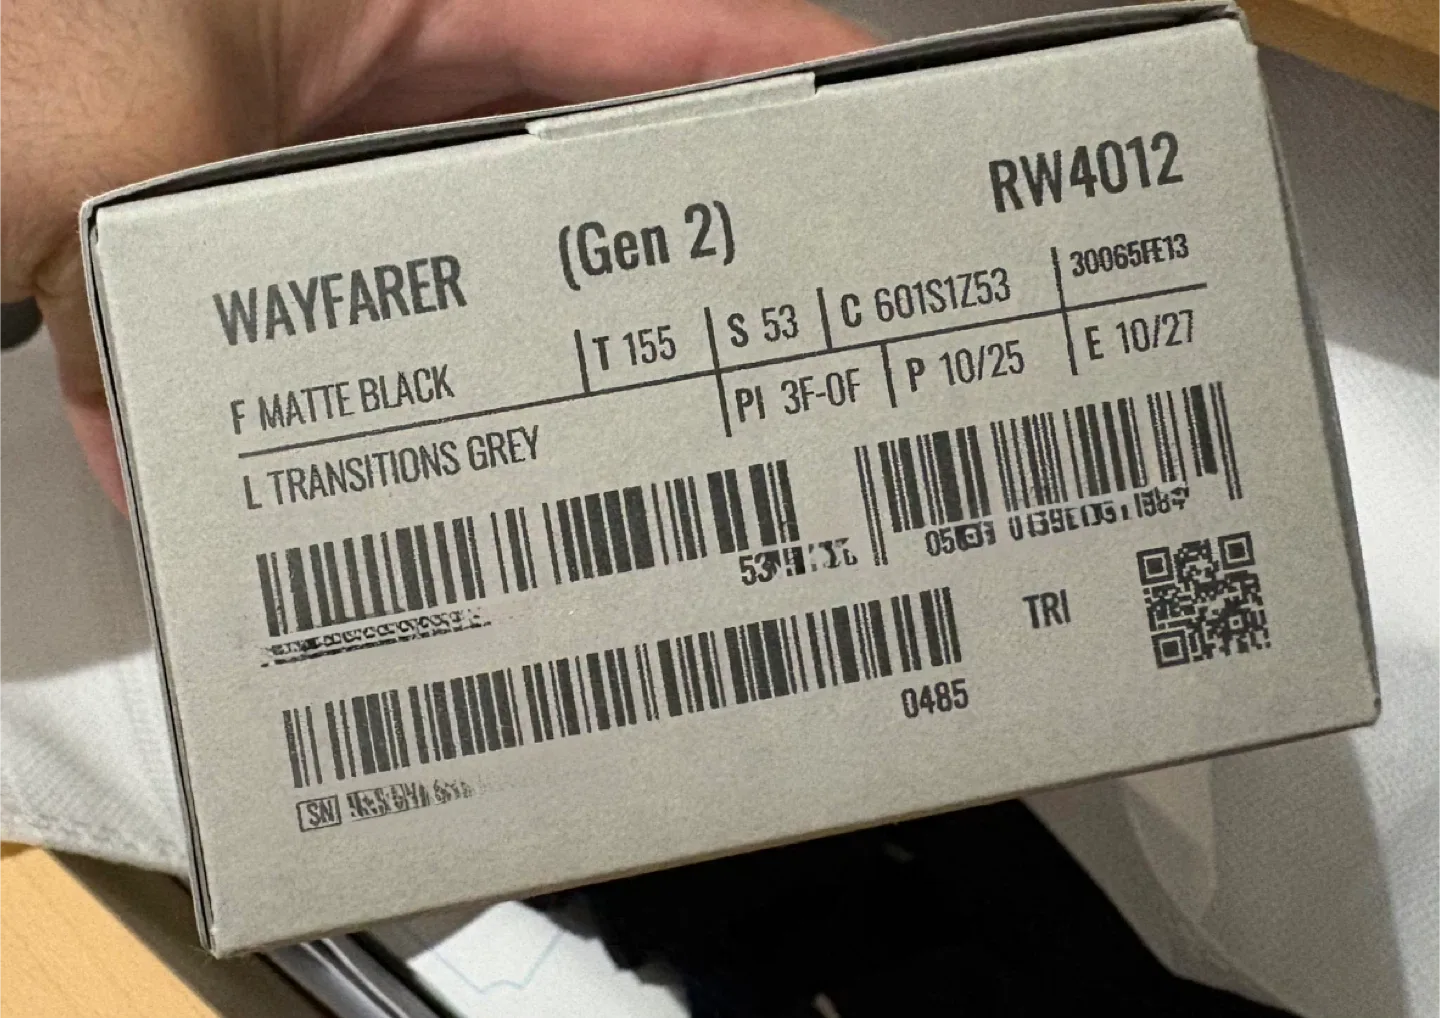 WAYFARER (Gen 2) RW4012
F MATTE BLACK T 155 S 53 C 601S1Z53 30065FE13
L TRANSITIONS GREY PI 3F-0F P 10/25 E 10/27
TRI
0485
SN